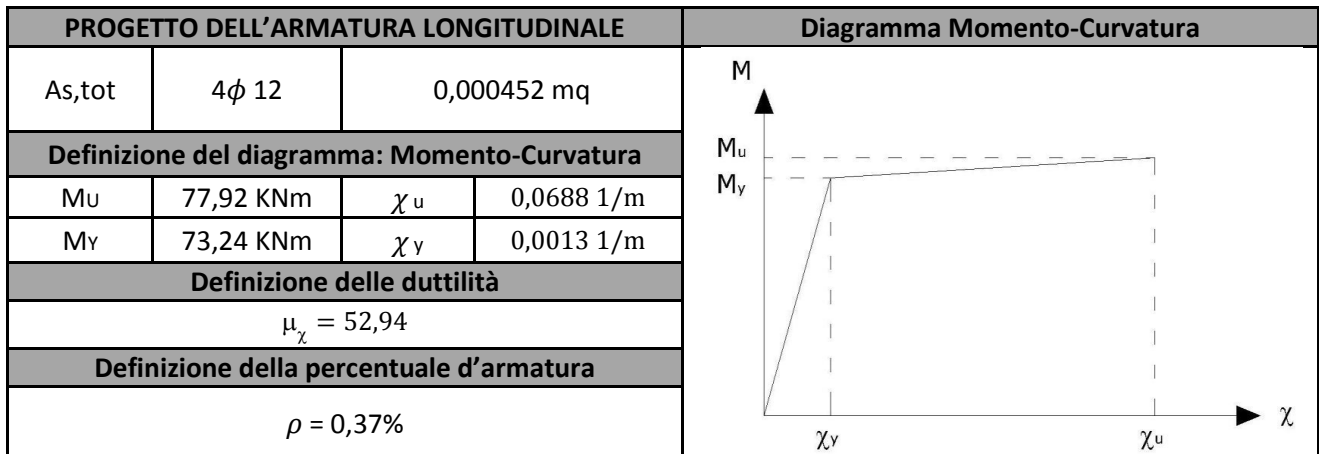 PROGETTO DELL’ARMATURA LONGITUDINALE
Diagramma Momento-Curvatura
As,tot 4ϕ 12 0,000452 mq
Definizione del diagramma: Momento-Curvatura
MU 77,92 KNm χ u 0,0688 1/m
MY 73,24 KNm χ y 0,0013 1/m
Definizione delle duttilità
μχ = 52,94
Definizione della percentuale d’armatura
ρ = 0,37%
M
Mu
My
χy
χu
χ